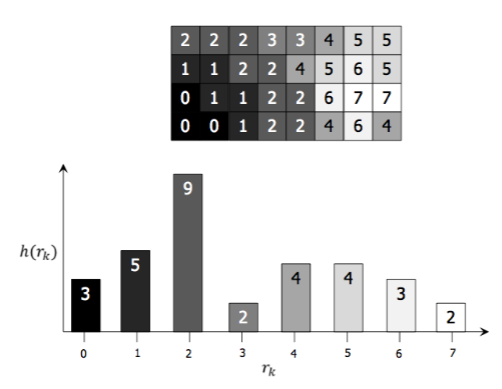 2 2 2 3 3 4 5 5
1 1 2 2 4 5 6 5
0 1 1 2 2 6 7 7
0 0 1 2 2 4 6 4
h(rₖ)
3 5 9 2 4 4 3 2
0 1 2 3 4 5 6 7
rₖ